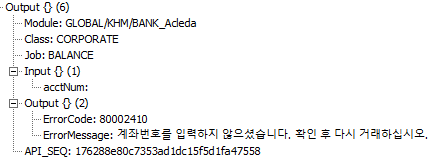 Output {} (6)
Module: GLOBAL/KHM/BANK_Acleda
Class: CORPORATE
Job: BALANCE
Input {} (1)
acctNum:
Output {} (2)
ErrorCode: 80002410
ErrorMessage: 계좌번호를 입력하지 않으셨습니다. 확인 후 다시 거래하십시오.
API_SEQ: 176288e80c7353ad1dc15f5d1fa47558